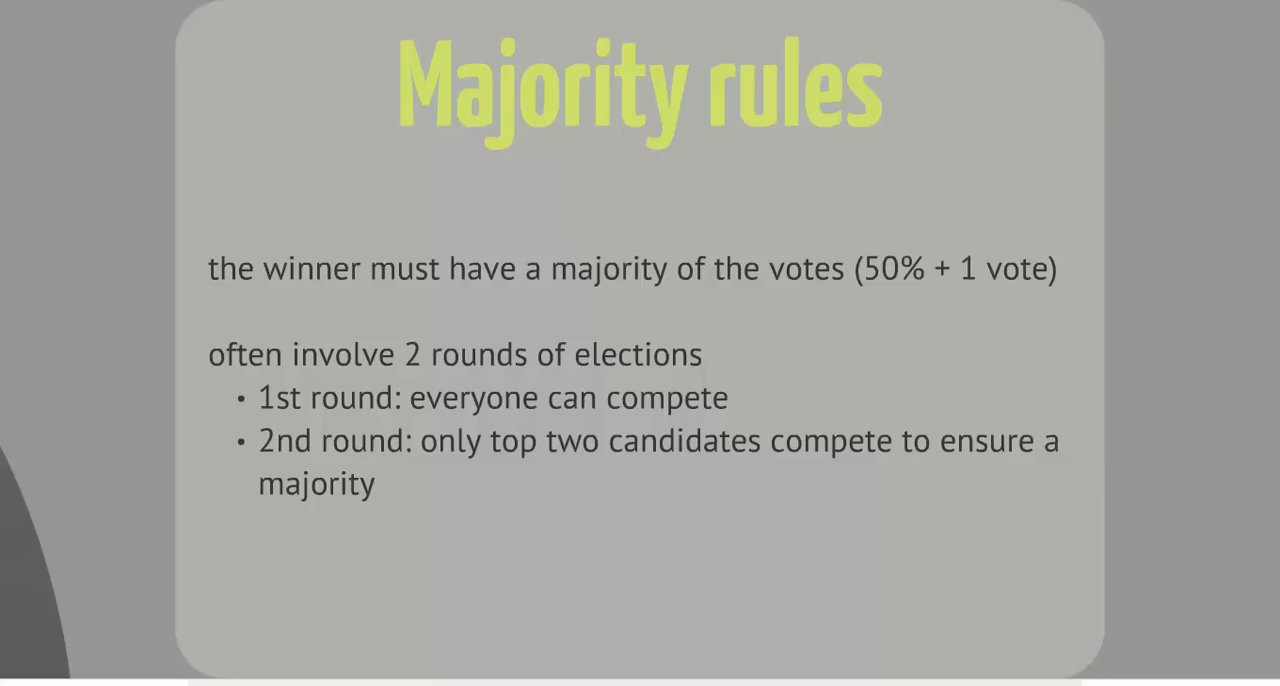 Majority rules
the winner must have a majority of the votes (50% + 1 vote)
often involve 2 rounds of elections
• 1st round: everyone can compete
• 2nd round: only top two candidates compete to ensure a
majority